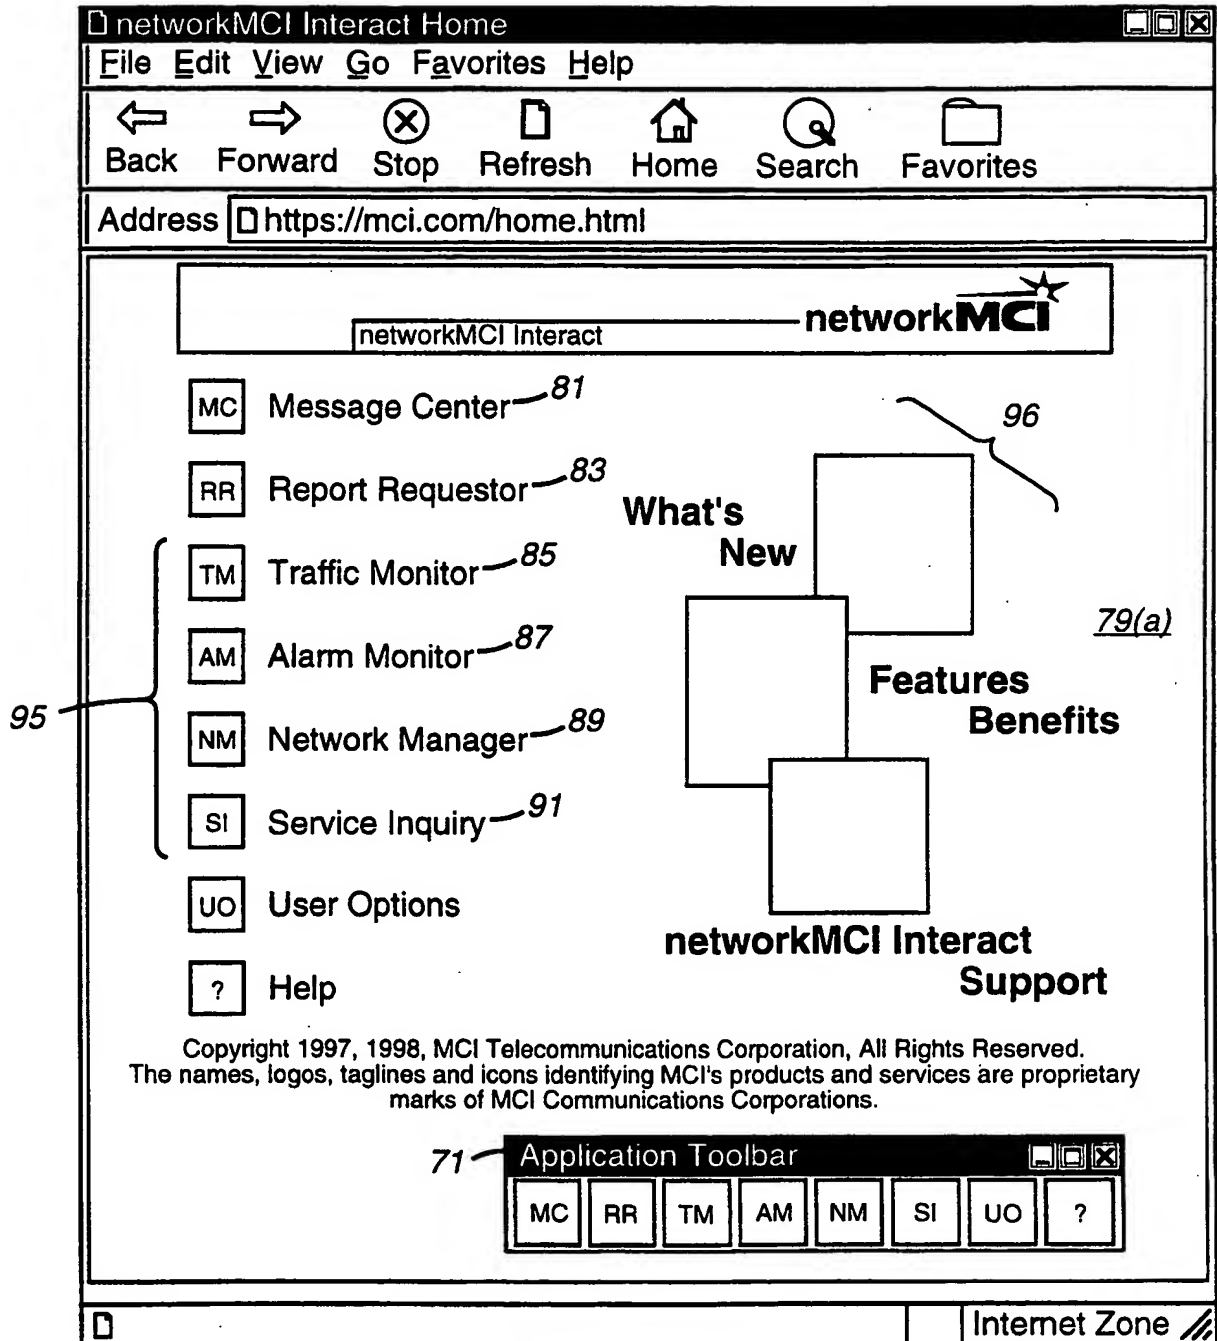 networkMCI Interact Home
File Edit View Go Favorites Help
Back Forward Stop Refresh Home Search Favorites
Address https://mci.com/home.html
networkMCI Interact
networkMCI
MC Message Center 81
RR Report Requestor 83
TM Traffic Monitor 85
AM Alarm Monitor 87
NM Network Manager 89
SI Service Inquiry 91
UO User Options
? Help
95
96
What's
New
79(a)
Features
Benefits
networkMCI Interact
Support
Copyright 1997, 1998, MCI Telecommunications Corporation, All Rights Reserved.
The names, logos, taglines and icons identifying MCI's products and services are proprietary
marks of MCI Communications Corporations.
71 Application Toolbar
MC RR TM AM NM SI UO ?
Internet Zone